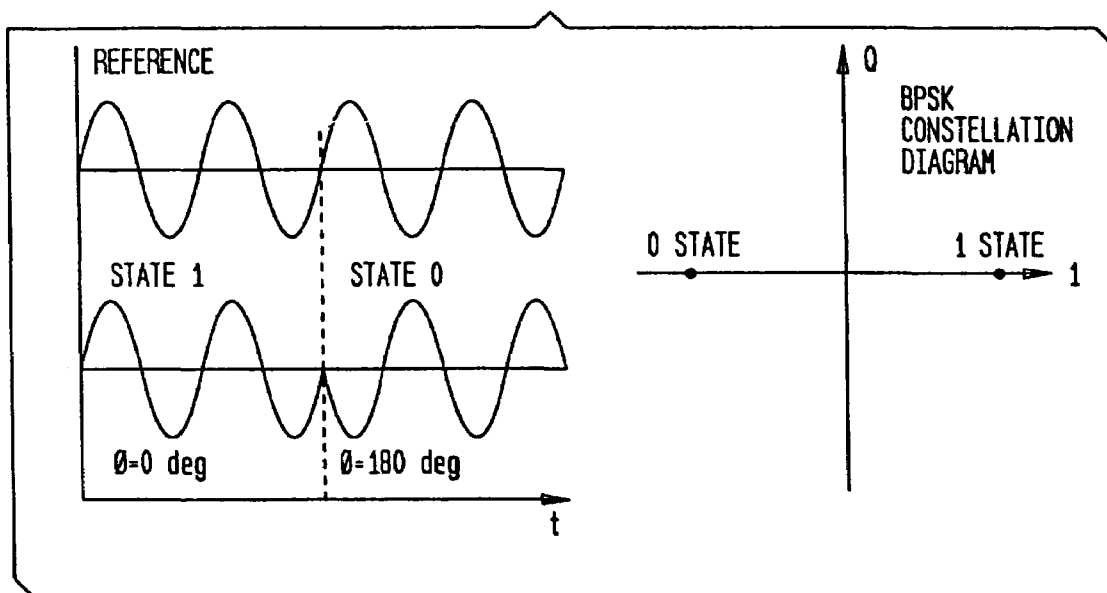 REFERENCE
STATE 1
STATE 0
Ø=0 deg
Ø=180 deg
t
Q
BPSK
CONSTELLATION
DIAGRAM
0 STATE
1 STATE
1